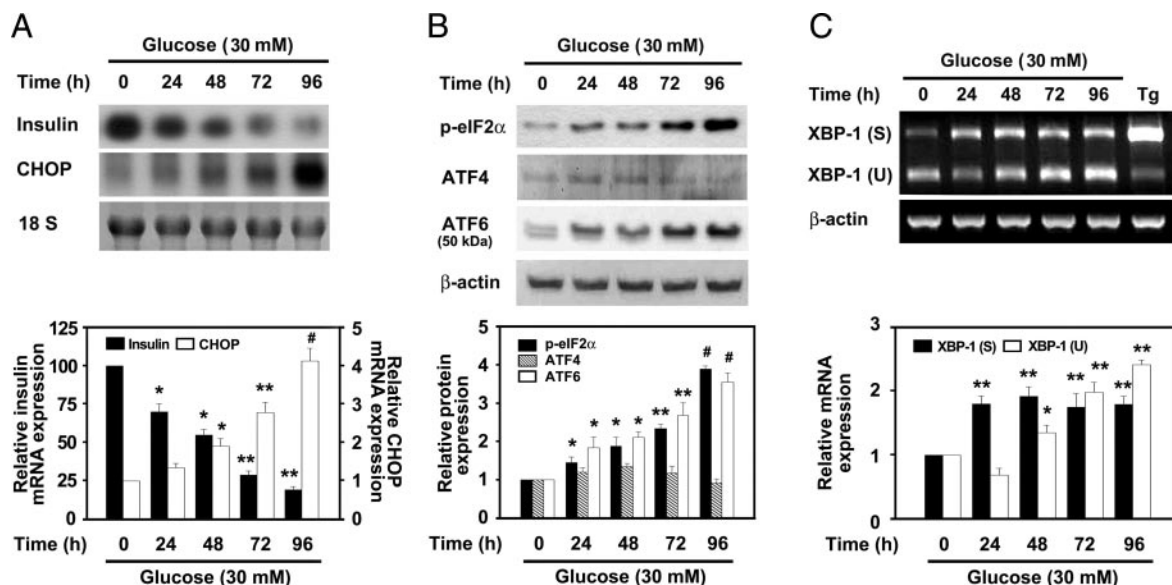 A
Glucose (30 mM)
Time (h) 0 24 48 72 96
Insulin
CHOP
18 S
Relative insulin
mRNA expression
125
100
75
50
25
0
Insulin CHOP
* * * ** ** ** #
5
4
3
2
1
0
Relative CHOP
mRNA expression
Time (h) 0 24 48 72 96
Glucose (30 mM)
B
Glucose (30 mM)
Time (h) 0 24 48 72 96
p-eIF2α
ATF4
ATF6
(50 kDa)
β-actin
Relative protein
expression
5
4
3
2
1
0
p-eIF2α
ATF4
ATF6
* * * * ** ** # #
Time (h) 0 24 48 72 96
Glucose (30 mM)
C
Glucose (30 mM)
Time (h) 0 24 48 72 96 Tg
XBP-1 (S)
XBP-1 (U)
β-actin
Relative mRNA
expression
3
2
1
0
XBP-1 (S) XBP-1 (U)
** ** * ** ** ** **
Time (h) 0 24 48 72 96
Glucose (30 mM)